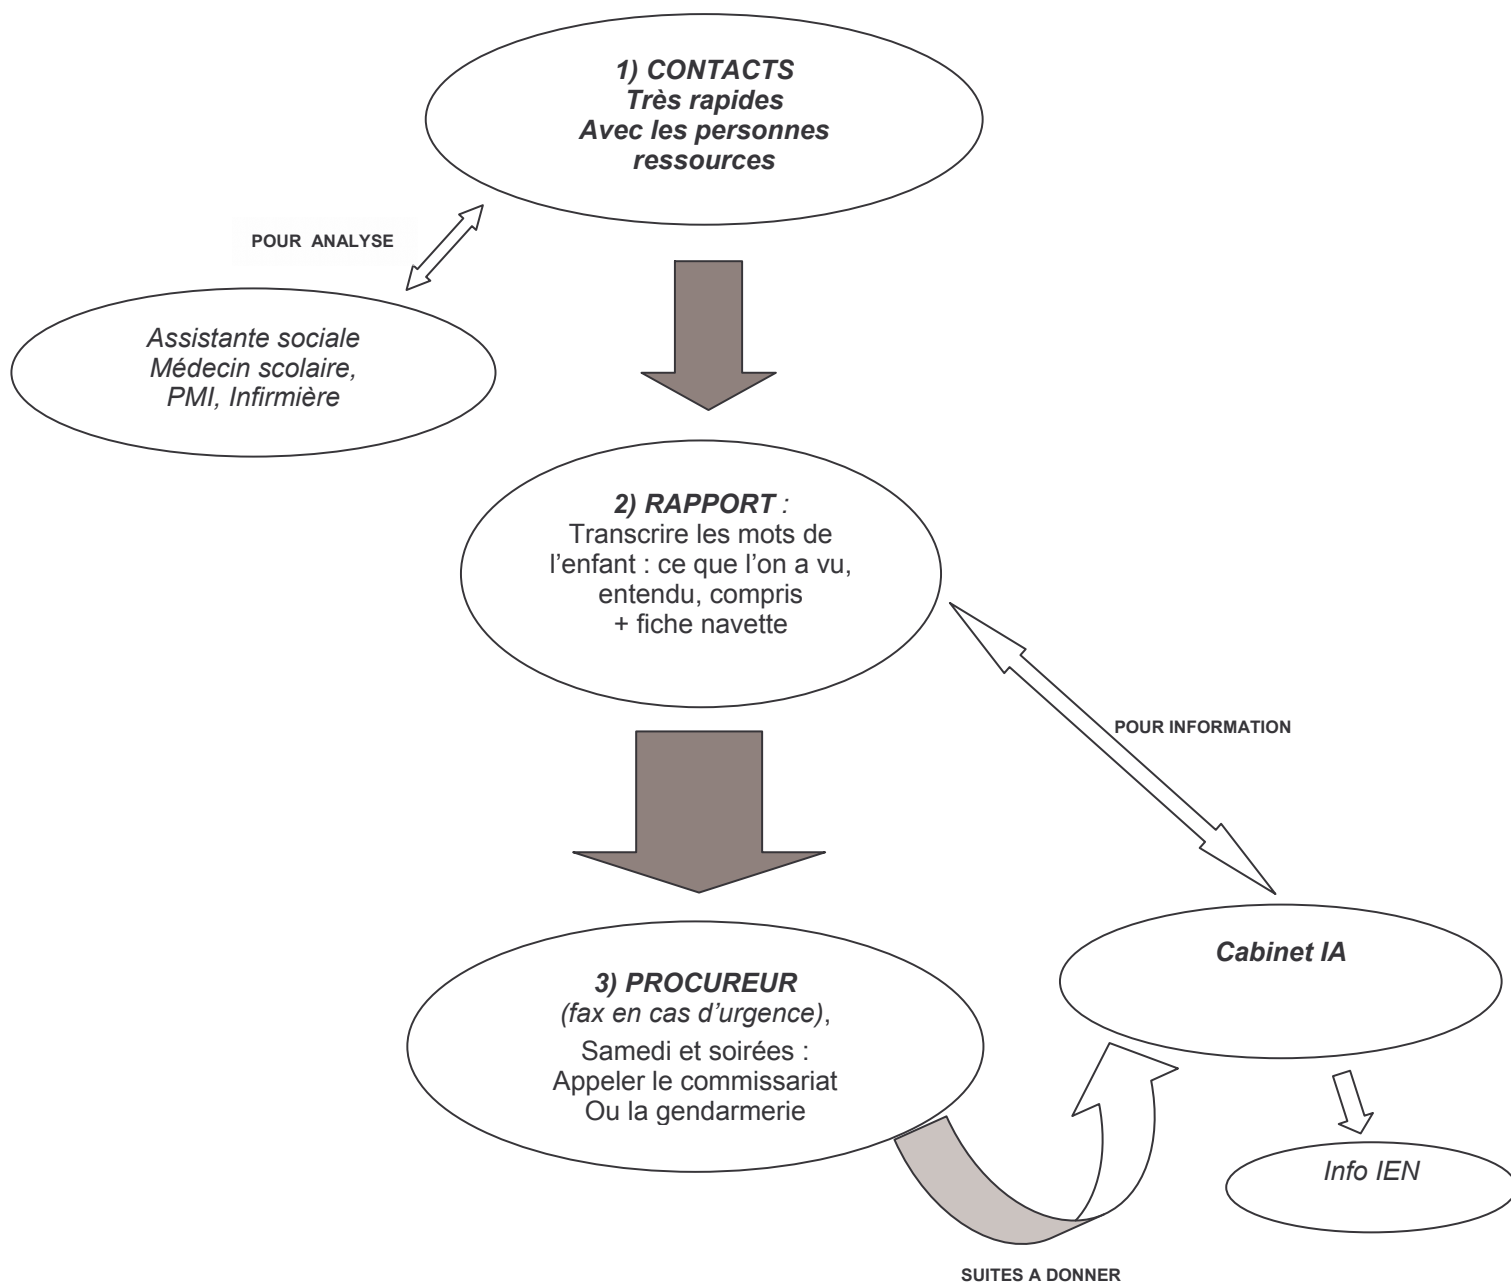 1) CONTACTS
Très rapides
Avec les personnes
ressources
POUR ANALYSE
Assistante sociale
Médecin scolaire,
PMI, Infirmière
2) RAPPORT :
Transcrire les mots de
l’enfant : ce que l’on a vu,
entendu, compris
+ fiche navette
POUR INFORMATION
3) PROCUREUR
(fax en cas d’urgence),
Samedi et soirées :
Appeler le commissariat
Ou la gendarmerie
Cabinet IA
Info IEN
SUITES A DONNER